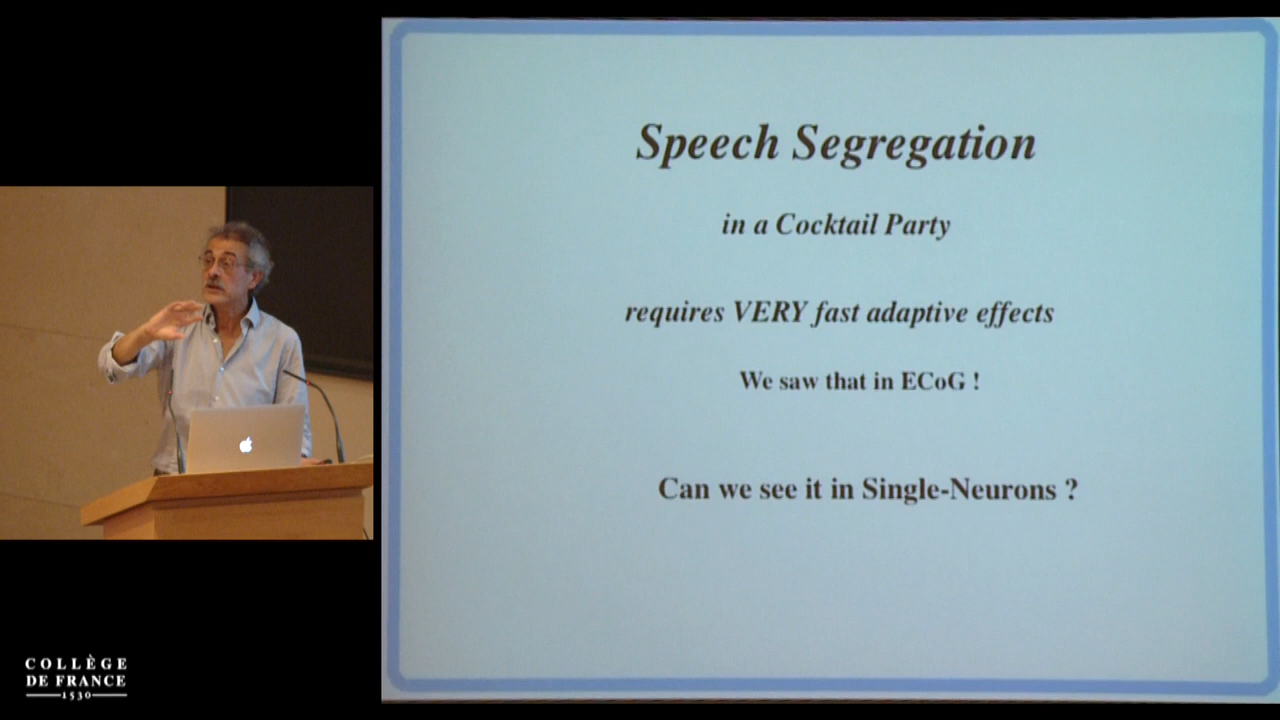 Speech Segregation
in a Cocktail Party
requires VERY fast adaptive effects
We saw that in ECoG !
Can we see it in Single-Neurons ?
COLLÈGE
DE FRANCE
1530